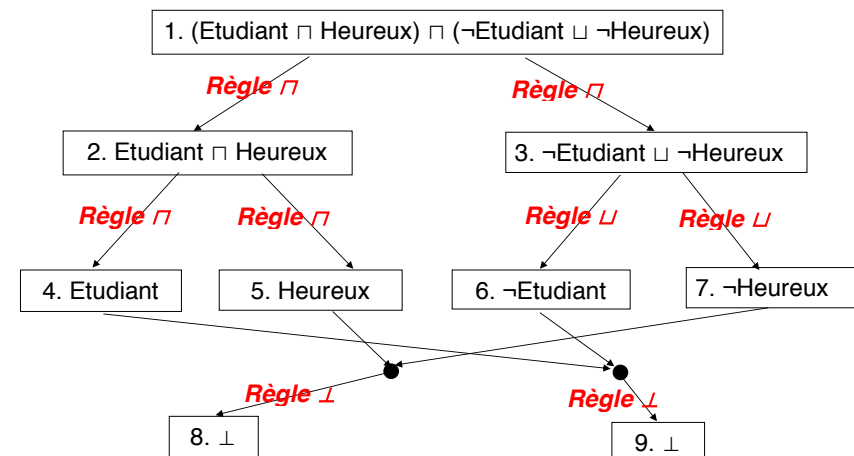 1. (Etudiant ⊓ Heureux) ⊓ (¬Etudiant ⊔ ¬Heureux)
Règle ⊓
Règle ⊓
2. Etudiant ⊓ Heureux
3. ¬Etudiant ⊔ ¬Heureux
Règle ⊓
Règle ⊓
Règle ⊔
Règle ⊔
4. Etudiant
5. Heureux
6. ¬Etudiant
7. ¬Heureux
Règle ⊥
Règle ⊥
8. ⊥
9. ⊥